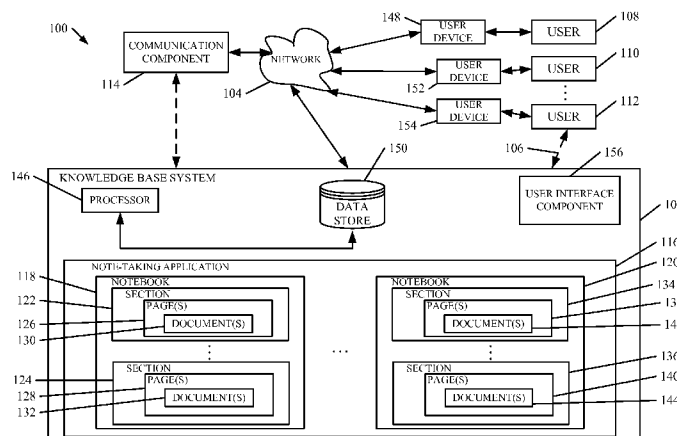 100
COMMUNICATION
COMPONENT
114
NETWORK
104
148
USER
DEVICE
USER
108
USER
DEVICE
152
USER
110
USER
DEVICE
154
USER
112
106
KNOWLEDGE BASE SYSTEM
146
PROCESSOR
150
DATA
STORE
156
USER INTERFACE
COMPONENT
116
NOTE-TAKING APPLICATION
118
NOTEBOOK
122
SECTION
126
PAGE(S)
130
DOCUMENT(S)
124
SECTION
128
PAGE(S)
132
DOCUMENT(S)
120
NOTEBOOK
134
SECTION
PAGE(S)
DOCUMENT(S)
136
SECTION
140
PAGE(S)
144
DOCUMENT(S)